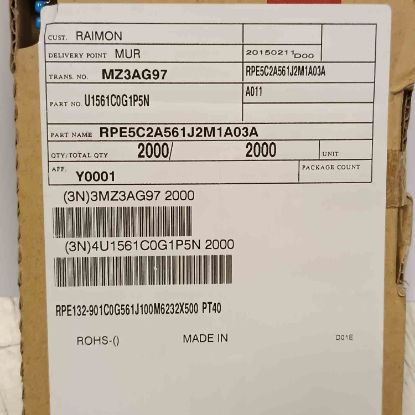 CUST. RAIMON
DELIVERY POINT MUR 20150211 D00
TRANS. NO. MZ3AG97 RPE5C2A561J2M1A03A
PART NO. U1561C0G1P5N A011
PART NAME RPE5C2A561J2M1A03A
QTY/TOTAL QTY 2000/ 2000 UNIT
APP. Y0001 PACKAGE COUNT
(3N)3MZ3AG97 2000
(3N)4U1561C0G1P5N 2000
RPE132-901C0G561J100M6232X500 PT40
ROHS-() MADE IN D01E